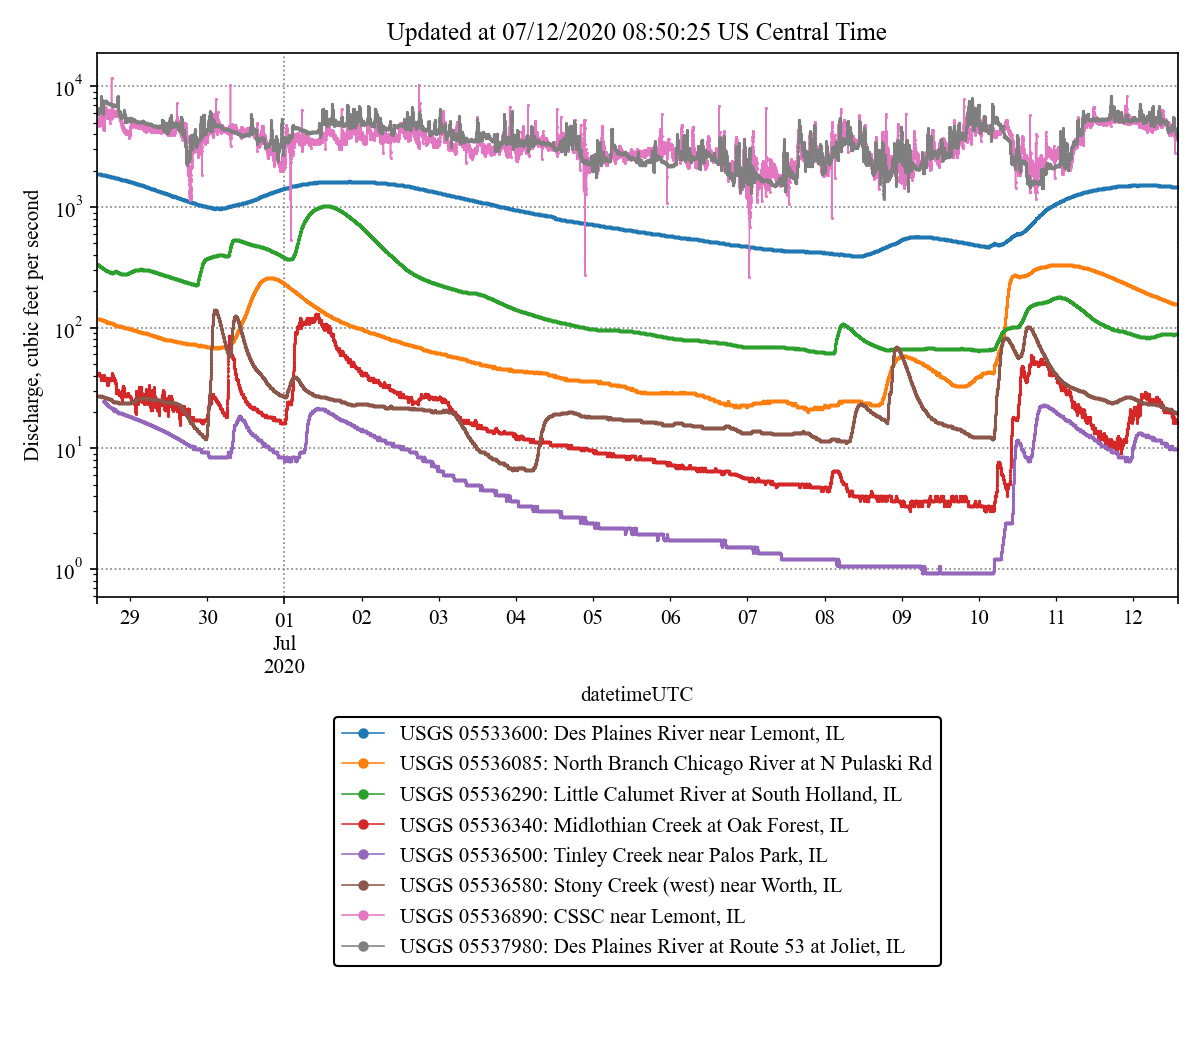 Updated at 07/12/2020 08:50:25 US Central Time
Discharge, cubic feet per second
10^4
10^3
10^2
10^1
10^0
29 30 01 02 03 04 05 06 07 08 09 10 11 12
Jul
2020
datetimeUTC
USGS 05533600: Des Plaines River near Lemont, IL
USGS 05536085: North Branch Chicago River at N Pulaski Rd
USGS 05536290: Little Calumet River at South Holland, IL
USGS 05536340: Midlothian Creek at Oak Forest, IL
USGS 05536500: Tinley Creek near Palos Park, IL
USGS 05536580: Stony Creek (west) near Worth, IL
USGS 05536890: CSSC near Lemont, IL
USGS 05537980: Des Plaines River at Route 53 at Joliet, IL